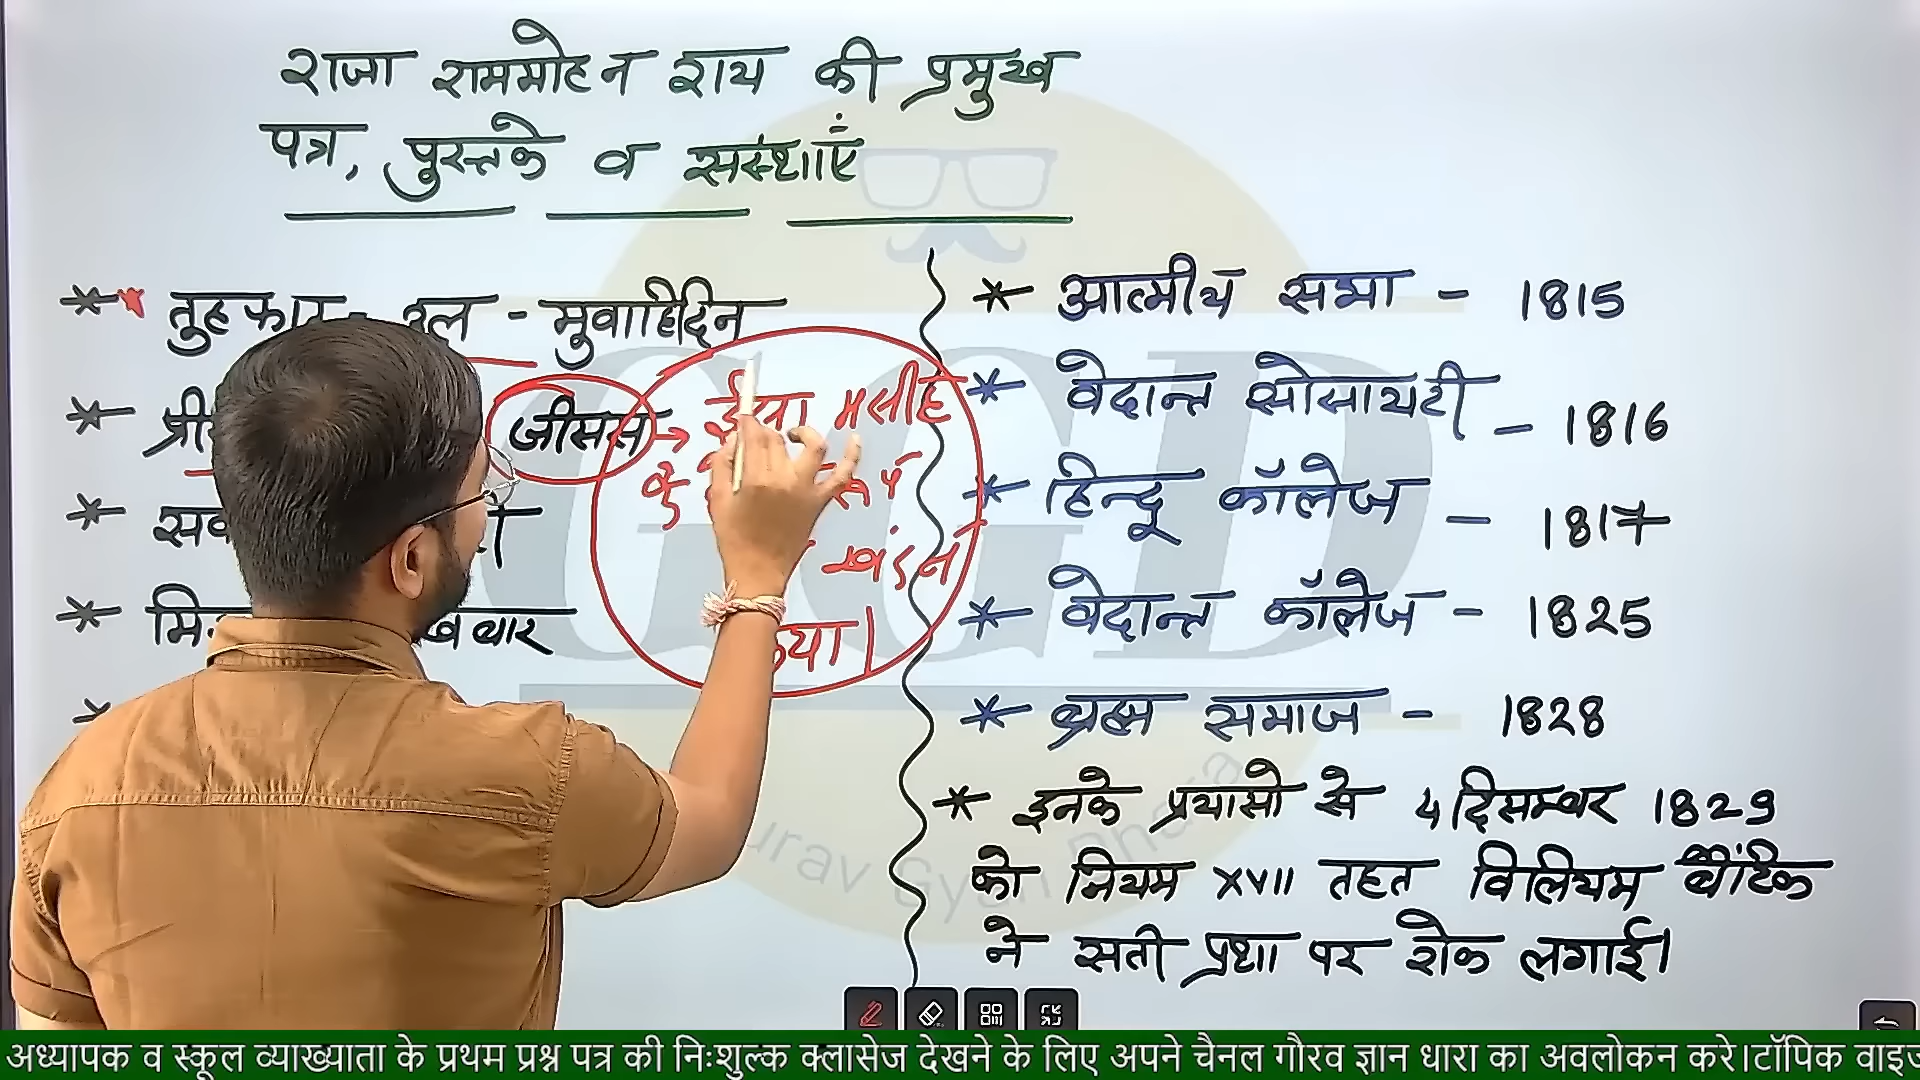 राजा राममोहन राय की प्रमुख
पत्र, पुस्तके व संस्थाएँ
उल - मुवाहिदिन
जीसस → ईसा मसीह
के
खंडन
अध्यापक व स्कूल व्याख्याता के प्रथम प्रश्न पत्र की निःशुल्क क्लासेज देखने के लिए अपने चैनल गौरव ज्ञान धारा का अवलोकन करे।टॉपिक वाइज
* आत्मीय सभा - 1815
* वेदान्त सोसायटी - 1816
* हिन्दू कॉलेज - 1817
* वेदान्त कॉलेज - 1825
* ब्रह्म समाज - 1828
* इनके प्रयासो से 4 दिसम्बर 1829
को नियम XVII तहत विलियम बैंटिक
ने सती प्रथा पर रोक लगाई।